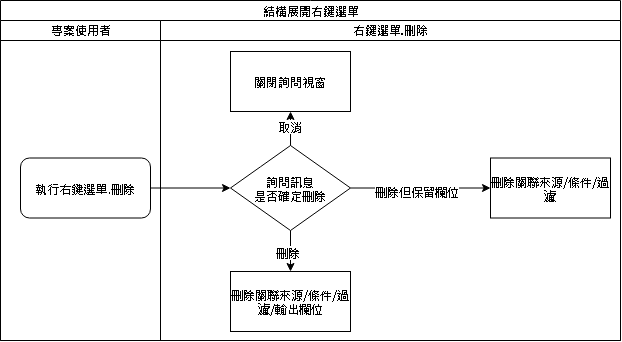 結構展開右鍵選單
專案使用者
右鍵選單.刪除
關閉詢問視窗
取消
執行右鍵選單.刪除
詢問訊息
是否確定刪除
刪除但保留欄位
刪除關聯來源/條件/過
濾
刪除
刪除關聯來源/條件/過
濾/輸出欄位